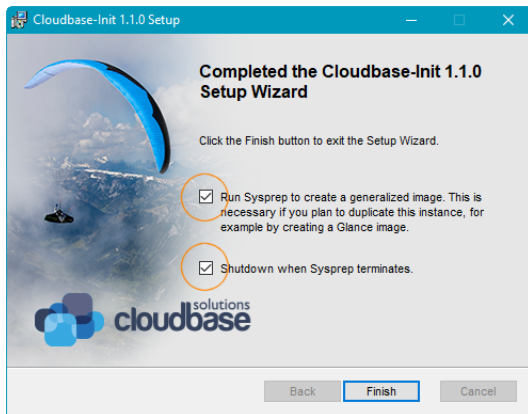 Cloudbase-Init 1.1.0 Setup
Completed the Cloudbase-Init 1.1.0
Setup Wizard
Click the Finish button to exit the Setup Wizard.
Run Sysprep to create a generalized image. This is
necessary if you plan to duplicate this instance, for
example by creating a Glance image.
Shutdown when Sysprep terminates.
solutions
cloudbase
Back
Finish
Cancel